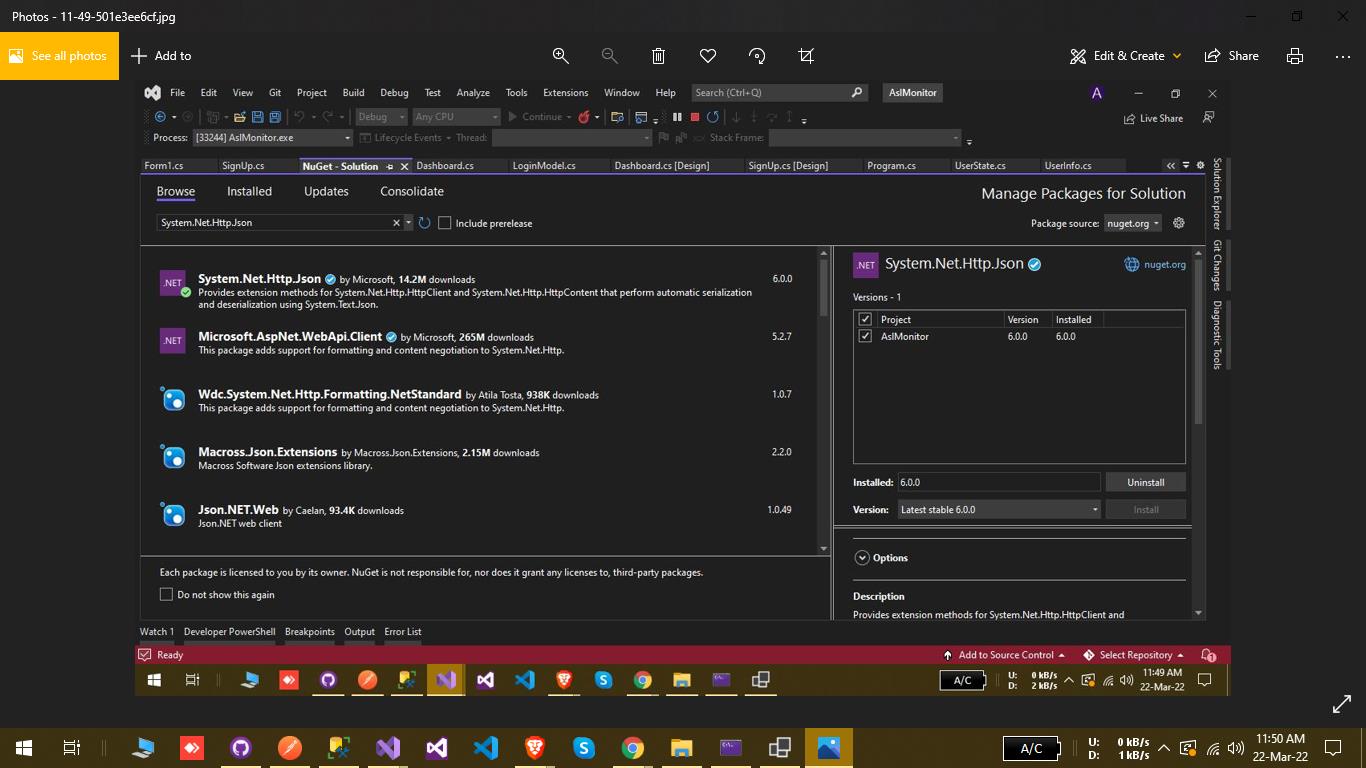 Photos - 11-49-501e3ee6cf.jpg
See all photos
Add to
Edit & Create
Share
File Edit View Git Project Build Debug Test Analyze Tools Extensions Window Help Search (Ctrl+Q) AslMonitor A
Debug Any CPU Continue Live Share
Process: [33244] AslMonitor.exe Lifecycle Events Thread: Stack Frame:
Form1.cs SignUp.cs NuGet - Solution Dashboard.cs LoginModel.cs Dashboard.cs [Design] SignUp.cs [Design] Program.cs UserState.cs UserInfo.cs
Solution Explorer
Git Changes
Diagnostic Tools
Browse Installed Updates Consolidate Manage Packages for Solution
System.Net.Http.Json Include prerelease Package source: nuget.org
.NET
System.Net.Http.Json by Microsoft, 14.2M downloads 6.0.0
Provides extension methods for System.Net.Http.HttpClient and System.Net.Http.HttpContent that perform automatic serialization
and deserialization using System.Text.Json.
.NET
Microsoft.AspNet.WebApi.Client by Microsoft, 265M downloads 5.2.7
This package adds support for formatting and content negotiation to System.Net.Http.
Wdc.System.Net.Http.Formatting.NetStandard by Atila Tosta, 938K downloads 1.0.7
This package adds support for formatting and content negotiation to System.Net.Http.
Macross.Json.Extensions by Macross.Json.Extensions, 2.15M downloads 2.2.0
Macross Software Json extensions library.
Json.NET.Web by Caelan, 93.4K downloads 1.0.49
Json.NET web client
Each package is licensed to you by its owner. NuGet is not responsible for, nor does it grant any licenses to, third-party packages.
Do not show this again
.NET System.Net.Http.Json nuget.org
Versions - 1
Project Version Installed
AslMonitor 6.0.0 6.0.0
Installed: 6.0.0 Uninstall
Version: Latest stable 6.0.0 Install
Options
Description
Provides extension methods for System.Net.Http.HttpClient and
Watch 1 Developer PowerShell Breakpoints Output Error List
Ready Add to Source Control Select Repository 1
A/C
U: 0 kB/s
D: 2 kB/s
11:49 AM
22-Mar-22
A/C
U: 0 kB/s
D: 1 kB/s
11:50 AM
22-Mar-22